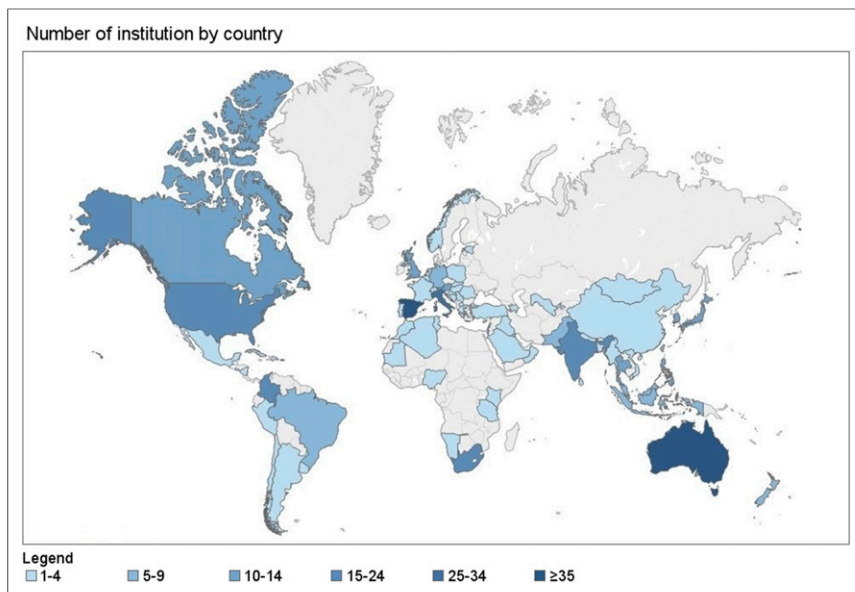 Number of institution by country
Legend
1-4 5-9 10-14 15-24 25-34 ≥35